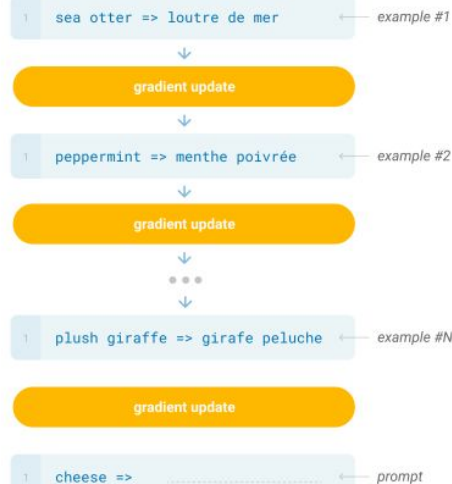 1 sea otter => loutre de mer example #1
gradient update
1 peppermint => menthe poivrée example #2
gradient update
1 plush giraffe => girafe peluche example #N
gradient update
1 cheese => prompt